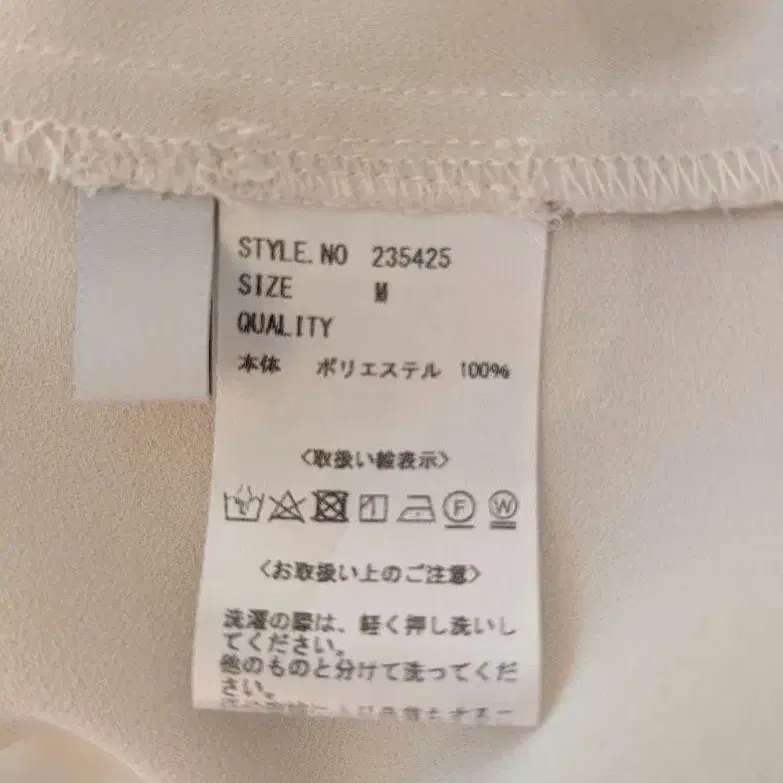 STYLE.NO 235425
SIZE M
QUALITY
本体 ポリエステル 100%
〈取扱い絵表示〉
F W
〈お取扱い上のご注意〉
洗濯の際は、軽く押し洗いし
てください。
他のものと分けて洗ってくだ
さい。